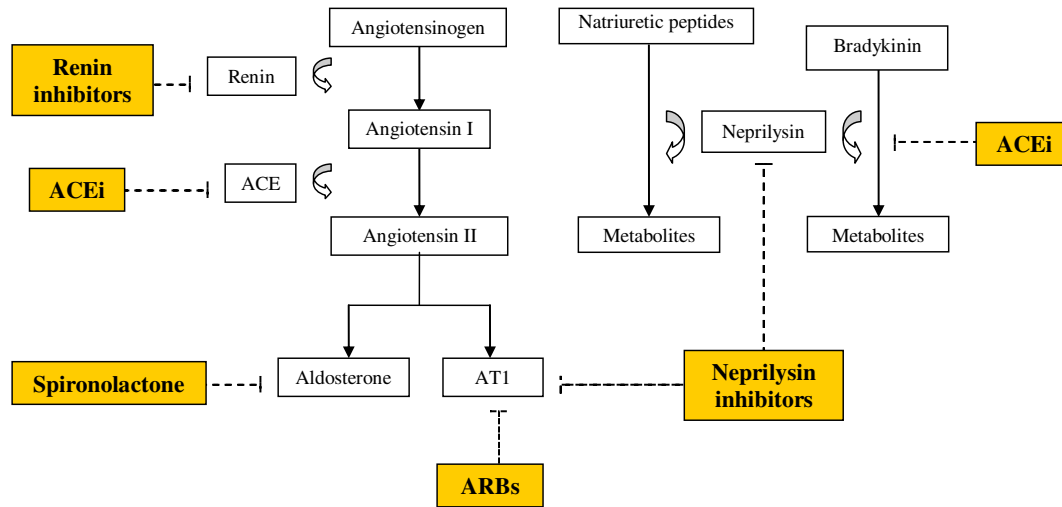 Angiotensinogen
Natriuretic peptides
Bradykinin
Renin
inhibitors
Renin
Angiotensin I
Neprilysin
ACEi
ACEi
ACE
Angiotensin II
Metabolites
Metabolites
Spironolactone
Aldosterone
AT1
Neprilysin
inhibitors
ARBs